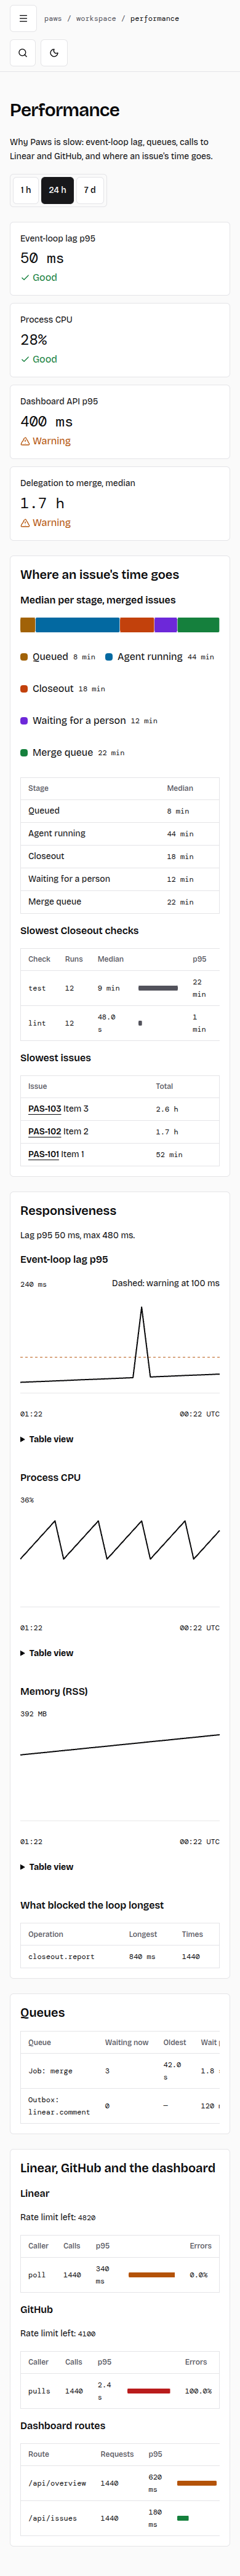 paws / workspace / performance
Performance
Why Paws is slow: event-loop lag, queues, calls to
Linear and GitHub, and where an issue's time goes.
1 h 24 h 7 d
Event-loop lag p95
50 ms
Good
Process CPU
28%
Good
Dashboard API p95
400 ms
Warning
Delegation to merge, median
1.7 h
Warning
Where an issue's time goes
Median per stage, merged issues
Queued 8 min Agent running 44 min
Closeout 18 min
Waiting for a person 12 min
Merge queue 22 min
Stage Median
Queued 8 min
Agent running 44 min
Closeout 18 min
Waiting for a person 12 min
Merge queue 22 min
Slowest Closeout checks
Check Runs Median p95
test 12 9 min 22
min
lint 12 48.0 1
s min
Slowest issues
Issue Total
PAS-103 Item 3 2.6 h
PAS-102 Item 2 1.7 h
PAS-101 Item 1 52 min
Responsiveness
Lag p95 50 ms, max 480 ms.
Event-loop lag p95
240 ms Dashed: warning at 100 ms
01:22 00:22 UTC
Table view
Process CPU
36%
01:22 00:22 UTC
Table view
Memory (RSS)
392 MB
01:22 00:22 UTC
Table view
What blocked the loop longest
Operation Longest Times
closeout.report 840 ms 1440
Queues
Queue Waiting now Oldest Wait
Job: merge 3 42.0 1.8
s
Outbox: 0 — 120
linear.comment
Linear, GitHub and the dashboard
Linear
Rate limit left: 4820
Caller Calls p95 Errors
poll 1440 340 0.0%
ms
GitHub
Rate limit left: 4100
Caller Calls p95 Errors
pulls 1440 2.4 100.0%
s
Dashboard routes
Route Requests p95
/api/overview 1440 620
ms
/api/issues 1440 180
ms